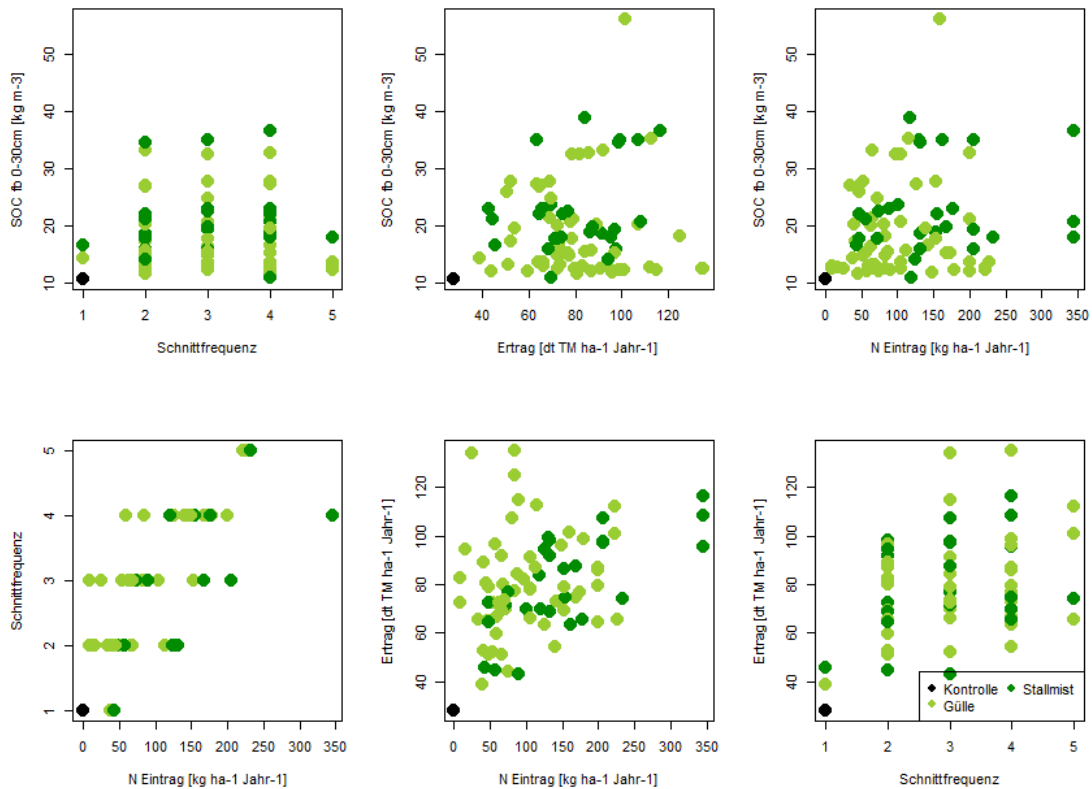 SOC fb 0-30cm [kg m-3]
50
40
30
20
10
1 2 3 4 5
Schnittfrequenz
SOC fb 0-30cm [kg m-3]
50
40
30
20
10
40 60 80 100 120
Ertrag [dt TM ha-1 Jahr-1]
SOC fb 0-30cm [kg m-3]
50
40
30
20
10
0 50 100 150 200 250 300 350
N Eintrag [kg ha-1 Jahr-1]
Schnittfrequenz
5
4
3
2
1
0 50 100 150 200 250 300 350
N Eintrag [kg ha-1 Jahr-1]
Ertrag [dt TM ha-1 Jahr-1]
120
100
80
60
40
0 50 100 150 200 250 300 350
N Eintrag [kg ha-1 Jahr-1]
Ertrag [dt TM ha-1 Jahr-1]
120
100
80
60
40
Kontrolle Stallmist
Gülle
1 2 3 4 5
Schnittfrequenz